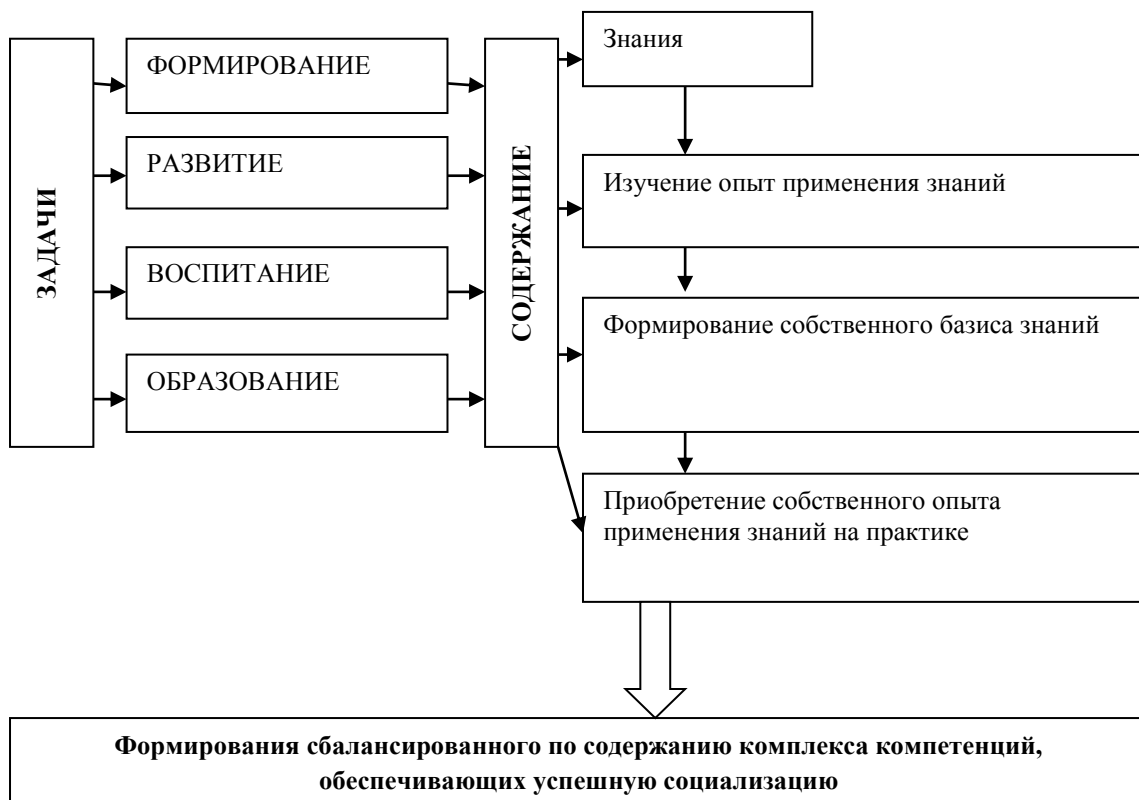 ЗАДАЧИ
ФОРМИРОВАНИЕ
РАЗВИТИЕ
ВОСПИТАНИЕ
ОБРАЗОВАНИЕ
СОДЕРЖАНИЕ
Знания
Изучение опыт применения знаний
Формирование собственного базиса знаний
Приобретение собственного опыта
применения знаний на практике
Формирования сбалансированного по содержанию комплекса компетенций,
обеспечивающих успешную социализацию